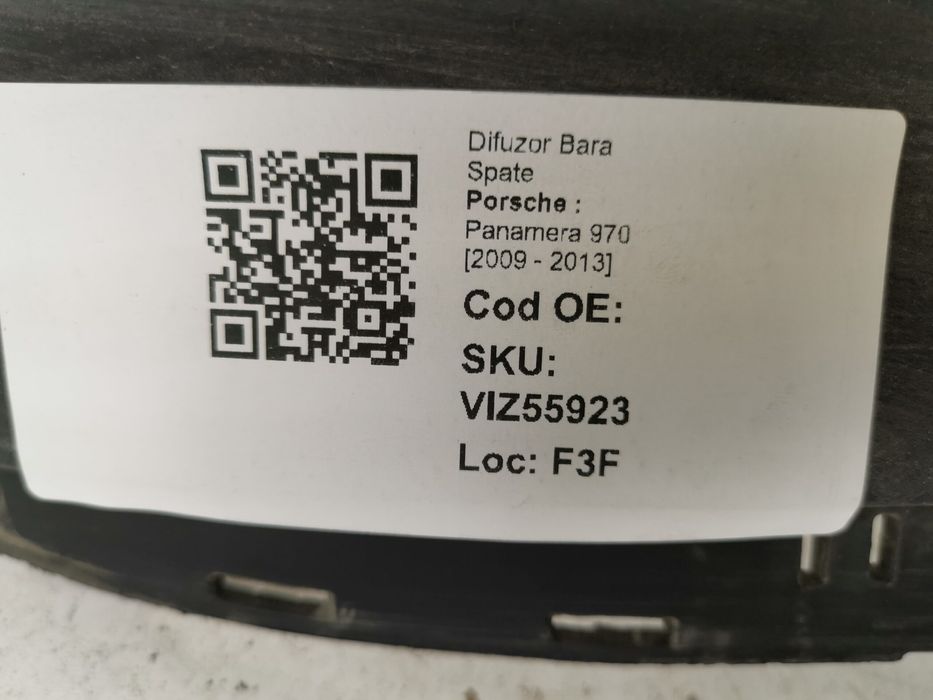 Difuzor Bara
Spate
Porsche :
Panamera 970
[2009 - 2013]
Cod OE:
SKU:
VIZ55923
Loc: F3F